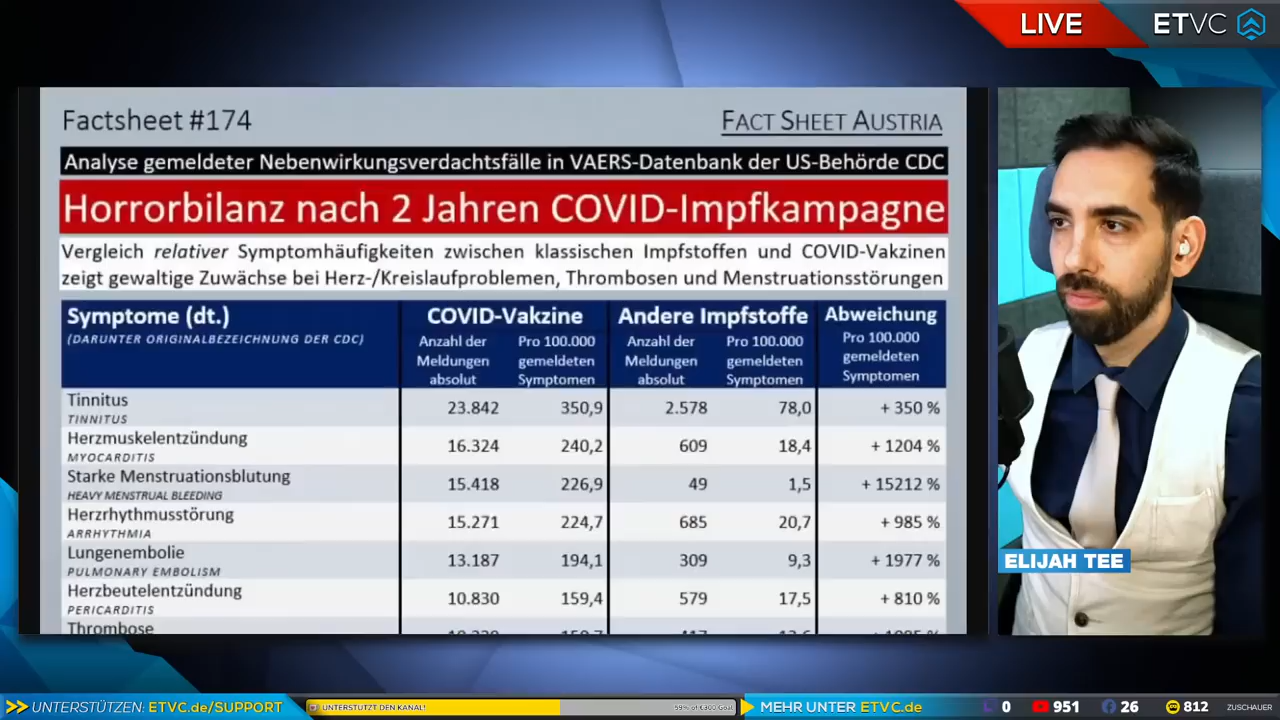 LIVE
ETVC
Factsheet #174
FACT SHEET AUSTRIA
Analyse gemeldeter Nebenwirkungsverdachtsfälle in VAERS-Datenbank der US-Behörde CDC
Horrorbilanz nach 2 Jahren COVID-Impfkampagne
Vergleich relativer Symptomhäufigkeiten zwischen klassischen Impfstoffen und COVID-Vakzinen
zeigt gewaltige Zuwächse bei Herz-/Kreislaufproblemen, Thrombosen und Menstruationsstörungen
Symptome (dt.) COVID-Vakzine Andere Impfstoffe Abweichung
(DARUNTER ORIGINALBEZEICHNUNG DER CDC)
Anzahl der Pro 100.000 Anzahl der Pro 100.000 Pro 100.000
Meldungen gemeldeten Meldungen gemeldeten gemeldeten
absolut Symptomen absolut Symptomen Symptomen
Tinnitus 23.842 350,9 2.578 78,0 + 350 %
TINNITUS
Herzmuskelentzündung 16.324 240,2 609 18,4 + 1204 %
MYOCARDITIS
Starke Menstruationsblutung 15.418 226,9 49 1,5 + 15212 %
HEAVY MENSTRUAL BLEEDING
Herzrhythmusstörung 15.271 224,7 685 20,7 + 985 %
ARRHYTHMIA
Lungenembolie 13.187 194,1 309 9,3 + 1977 %
PULMONARY EMBOLISM
Herzbeutelentzündung 10.830 159,4 579 17,5 + 810 %
PERICARDITIS
Thrombose
ELIJAH TEE
UNTERSTÜTZEN: ETVC.de/SUPPORT
UNTERSTÜTZT DEN KANAL!
MEHR UNTER ETVC.de
0 951 26 812 ZUSCHAUER